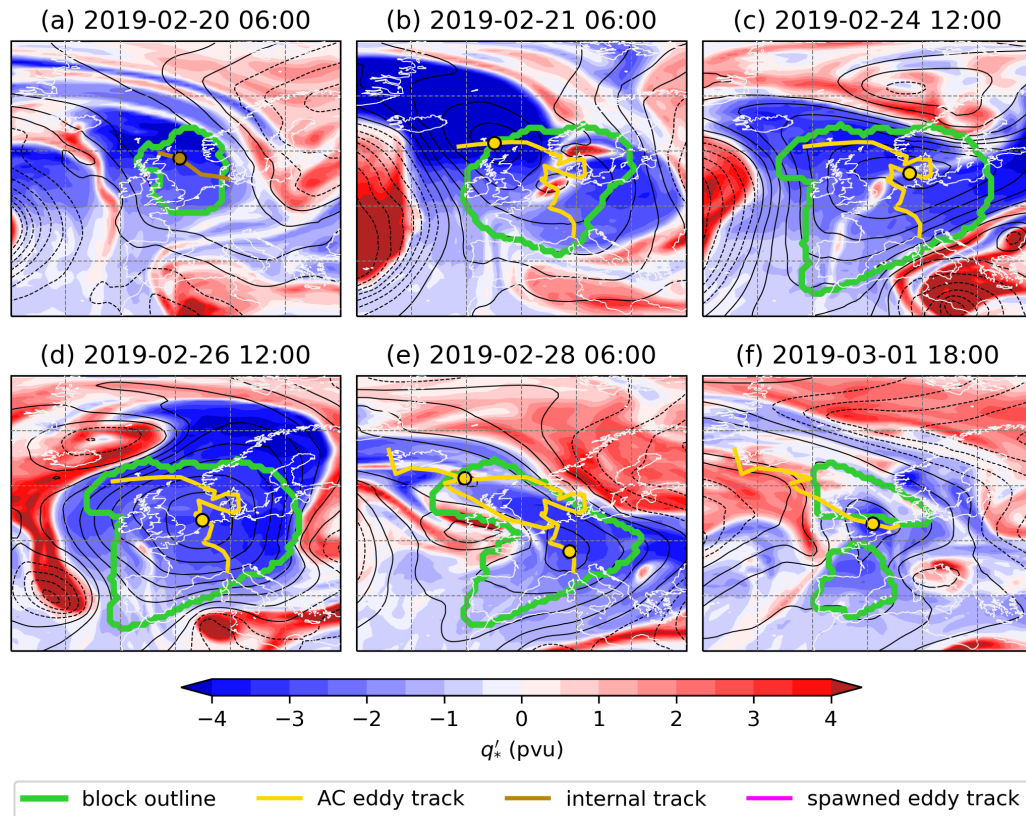 (a) 2019-02-20 06:00
(b) 2019-02-21 06:00
(c) 2019-02-24 12:00
(d) 2019-02-26 12:00
(e) 2019-02-28 06:00
(f) 2019-03-01 18:00
−4 −3 −2 −1 0 1 2 3 4
q′* (pvu)
block outline AC eddy track internal track spawned eddy track